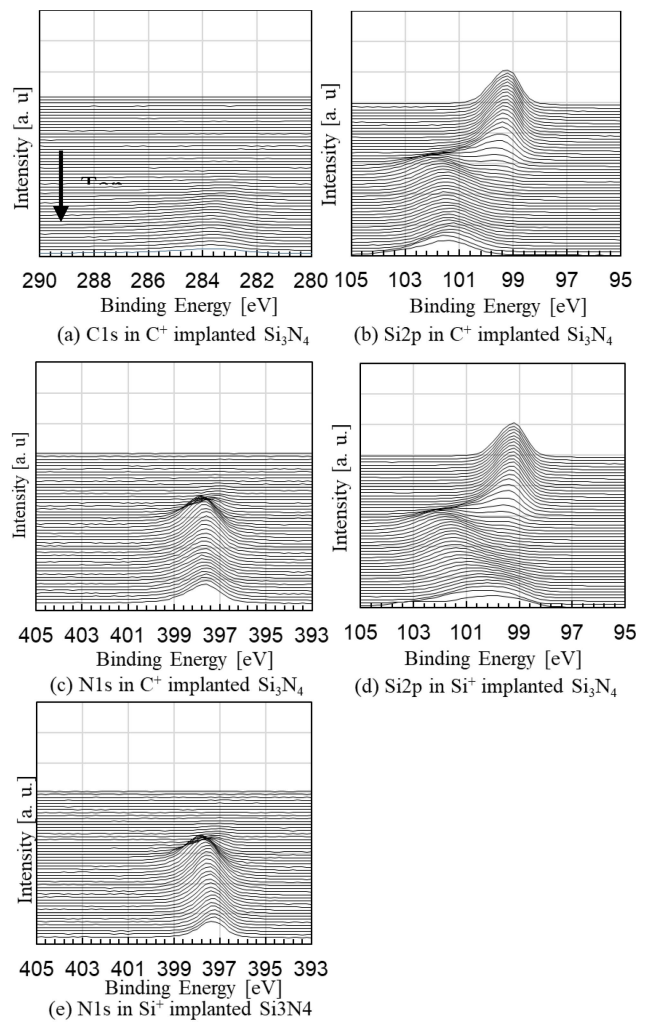 Intensity [a. u]
290 288 286 284 282 280
Binding Energy [eV]
(a) C1s in C+ implanted Si3N4
Intensity [a. u]
105 103 101 99 97 95
Binding Energy [eV]
(b) Si2p in C+ implanted Si3N4
Intensity [a. u]
405 403 401 399 397 395 393
Binding Energy [eV]
(c) N1s in C+ implanted Si3N4
Intensity [a. u.]
105 103 101 99 97 95
Binding Energy [eV]
(d) Si2p in Si+ implanted Si3N4
Intensity [a. u.]
405 403 401 399 397 395 393
Binding Energy [eV]
(e) N1s in Si+ implanted Si3N4